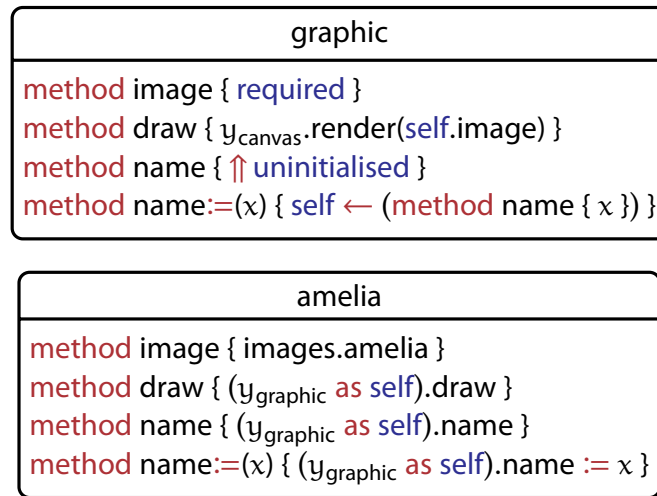 graphic
method image { required }
method draw { y_canvas.render(self.image) }
method name { ⇑ uninitialised }
method name:=(x) { self ← (method name { x }) }
amelia
method image { images.amelia }
method draw { (y_graphic as self).draw }
method name { (y_graphic as self).name }
method name:=(x) { (y_graphic as self).name := x }